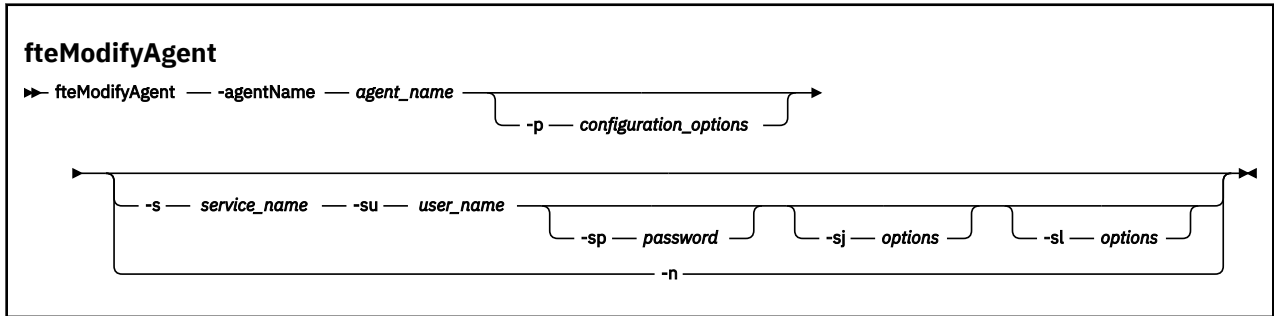 fteModifyAgent
fteModifyAgent -agentName agent_name
-p configuration_options
-s service_name -su user_name
-sp password -sj options -sl options
-n